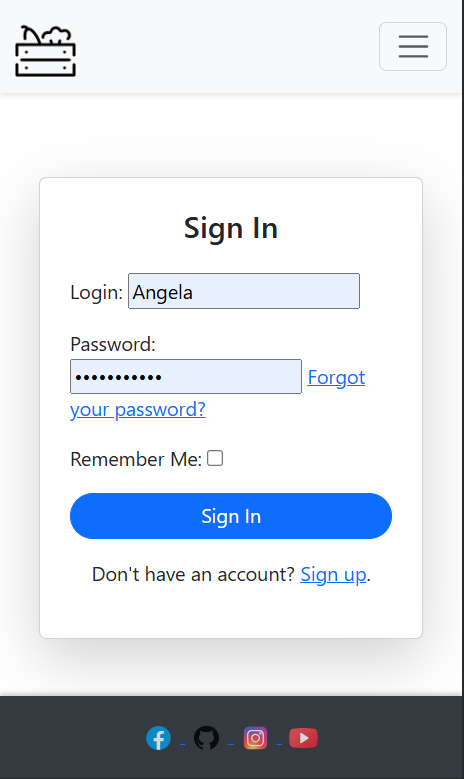 Sign In
Login: Angela
Password:
••••••••••• Forgot
your password?
Remember Me:
Sign In
Don't have an account? Sign up.